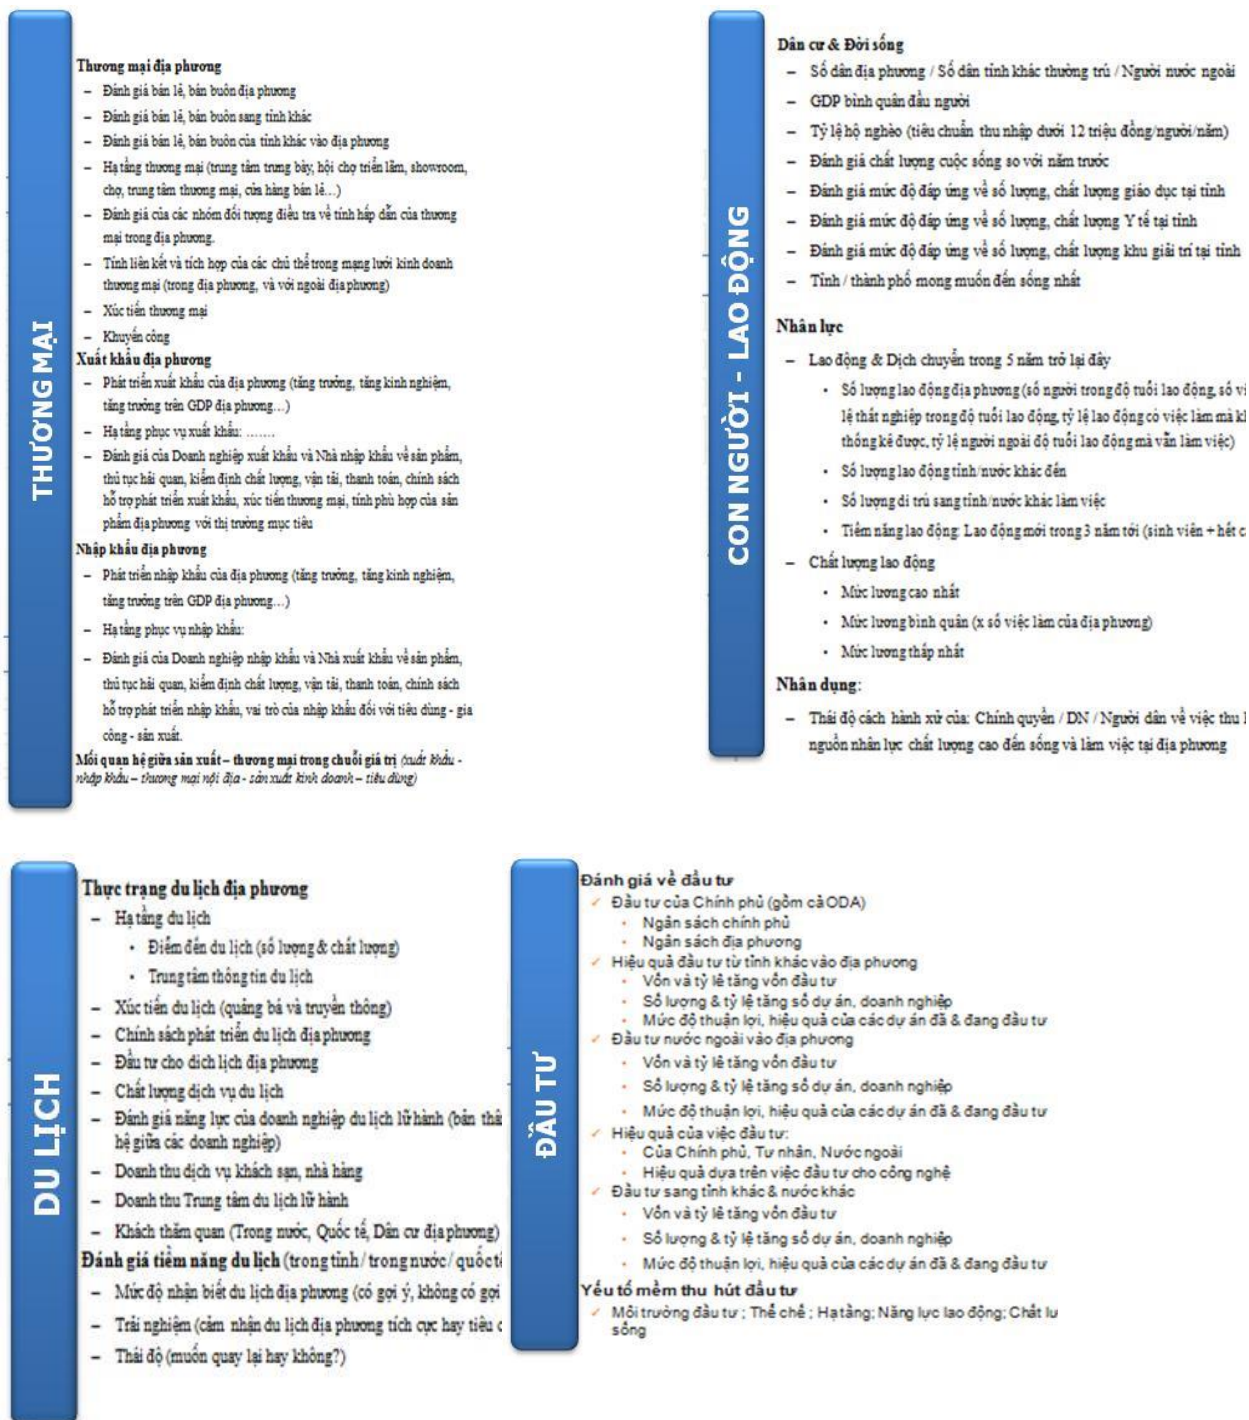 THƯƠNG MẠI
Thương mại địa phương
– Đánh giá bán lẻ, bán buôn địa phương
– Đánh giá bán lẻ, bán buôn sang tỉnh khác
– Đánh giá bán lẻ, bán buôn của tỉnh khác vào địa phương
– Hạ tầng thương mại (trung tâm trưng bày, hội chợ triển lãm, showroom,
chợ, trung tâm thương mại, cửa hàng bán lẻ…)
– Đánh giá của các nhóm đối tượng điều tra về tính hấp dẫn của thương
mại trong địa phương.
– Tính liên kết và tích hợp của các chủ thể trong mạng lưới kinh doanh
thương mại (trong địa phương, và với ngoài địa phương)
– Xúc tiến thương mại
– Khuyến công
Xuất khẩu địa phương
– Phát triển xuất khẩu của địa phương (tăng trưởng, tăng kinh nghiệm,
tăng trưởng trên GDP địa phương…)
– Hạ tầng phục vụ xuất khẩu: …….
– Đánh giá của Doanh nghiệp xuất khẩu và Nhà nhập khẩu về sản phẩm,
thủ tục hải quan, kiểm định chất lượng, vận tải, thanh toán, chính sách
hỗ trợ phát triển xuất khẩu, xúc tiến thương mại, tính phù hợp của sản
phẩm địa phương với thị trường mục tiêu
Nhập khẩu địa phương
– Phát triển nhập khẩu của địa phương (tăng trưởng, tăng kinh nghiệm,
tăng trưởng trên GDP địa phương…)
– Hạ tầng phục vụ nhập khẩu:
– Đánh giá của Doanh nghiệp nhập khẩu và Nhà xuất khẩu về sản phẩm,
thủ tục hải quan, kiểm định chất lượng, vận tải, thanh toán, chính sách
hỗ trợ phát triển nhập khẩu, vai trò của nhập khẩu đối với tiêu dùng - gia
công - sản xuất.
Mối quan hệ giữa sản xuất – thương mại trong chuỗi giá trị (xuất khẩu -
nhập khẩu – thương mại nội địa - sản xuất kinh doanh – tiêu dùng)
CON NGƯỜI - LAO ĐỘNG
Dân cư & Đời sống
– Số dân địa phương / Số dân tỉnh khác thường trú / Người nước ngoài
– GDP bình quân đầu người
– Tỷ lệ hộ nghèo (tiêu chuẩn thu nhập dưới 12 triệu đồng/người/năm)
– Đánh giá chất lượng cuộc sống so với năm trước
– Đánh giá mức độ đáp ứng về số lượng, chất lượng giáo dục tại tỉnh
– Đánh giá mức độ đáp ứng về số lượng, chất lượng Y tế tại tỉnh
– Đánh giá mức độ đáp ứng về số lượng, chất lượng khu giải trí tại tỉnh
– Tỉnh / thành phố mong muốn đến sống nhất
Nhân lực
– Lao động & Dịch chuyển trong 5 năm trở lại đây
• Số lượng lao động địa phương (số người trong độ tuổi lao động, số
lệ thất nghiệp trong độ tuổi lao động, tỷ lệ lao động có việc làm mà
thống kê được, tỷ lệ người ngoài độ tuổi lao động mà vẫn làm việc)
• Số lượng lao động tỉnh/nước khác đến
• Số lượng di trú sang tỉnh/nước khác làm việc
• Tiềm năng lao động: Lao động mới trong 3 năm tới (sinh viên + hết
– Chất lượng lao động
• Mức lương cao nhất
• Mức lương bình quân (x số việc làm của địa phương)
• Mức lương thấp nhất
Nhân dụng:
– Thái độ cách hành xử của: Chính quyền / DN / Người dân về việc thu
nguồn nhân lực chất lượng cao đến sống và làm việc tại địa phương
DU LỊCH
Thực trạng du lịch địa phương
– Hạ tầng du lịch
• Điểm đến du lịch (số lượng & chất lượng)
• Trung tâm thông tin du lịch
– Xúc tiến du lịch (quảng bá và truyền thông)
– Chính sách phát triển du lịch địa phương
– Đầu tư cho dich lịch địa phương
– Chất lượng dịch vụ du lịch
– Đánh giá năng lực của doanh nghiệp du lịch lữ hành (bản
hệ giữa các doanh nghiệp)
– Doanh thu dịch vụ khách sạn, nhà hàng
– Doanh thu Trung tâm du lịch lữ hành
– Khách thăm quan (Trong nước, Quốc tế, Dân cư địa phương)
Đánh giá tiềm năng du lịch (trong tỉnh / trong nước / quốc
– Mức độ nhận biết du lịch địa phương (có gợi ý, không có gợi
– Trải nghiệm (cảm nhận du lịch địa phương tích cực hay tiêu
– Thái độ (muốn quay lại hay không?)
ĐẦU TƯ
Đánh giá về đầu tư
✓ Đầu tư của Chính phủ (gồm cả ODA)
• Ngân sách chính phủ
• Ngân sách địa phương
✓ Hiệu quả đầu tư từ tỉnh khác vào địa phương
• Vốn và tỷ lệ tăng vốn đầu tư
• Số lượng & tỷ lệ tăng số dự án, doanh nghiệp
• Mức độ thuận lợi, hiệu quả của các dự án đã & đang đầu tư
✓ Đầu tư nước ngoài vào địa phương
• Vốn và tỷ lệ tăng vốn đầu tư
• Số lượng & tỷ lệ tăng số dự án, doanh nghiệp
• Mức độ thuận lợi, hiệu quả của các dự án đã & đang đầu tư
✓ Hiệu quả của việc đầu tư:
• Của Chính phủ, Tư nhân, Nước ngoài
• Hiệu quả dựa trên việc đầu tư cho công nghệ
✓ Đầu tư sang tỉnh khác & nước khác
• Vốn và tỷ lệ tăng vốn đầu tư
• Số lượng & tỷ lệ tăng số dự án, doanh nghiệp
• Mức độ thuận lợi, hiệu quả của các dự án đã & đang đầu tư
Yếu tố mềm thu hút đầu tư
✓ Môi trường đầu tư ; Thể chế ; Hạ tầng; Năng lực lao động; Chất
sống